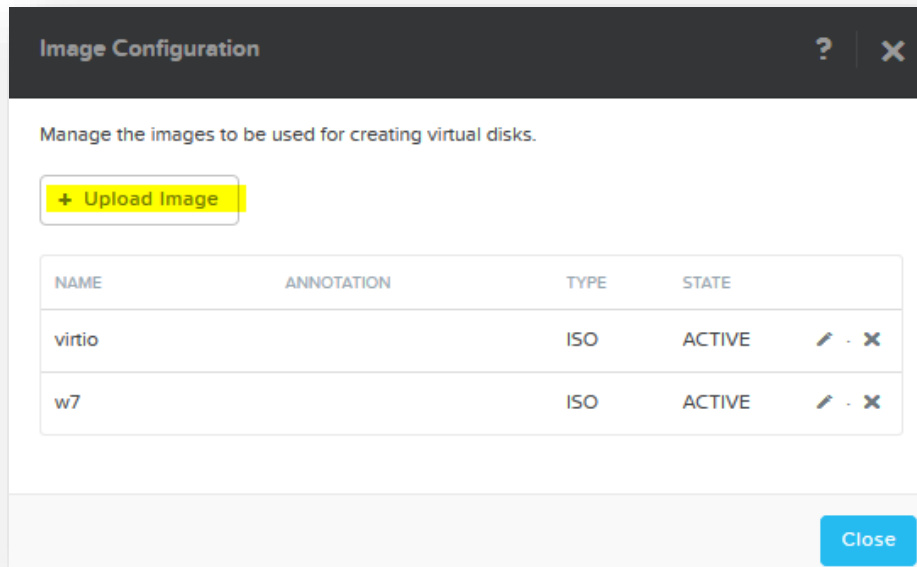 Image Configuration ? ×
Manage the images to be used for creating virtual disks.
+ Upload Image
NAME ANNOTATION TYPE STATE
virtio ISO ACTIVE · ×
w7 ISO ACTIVE · ×
Close